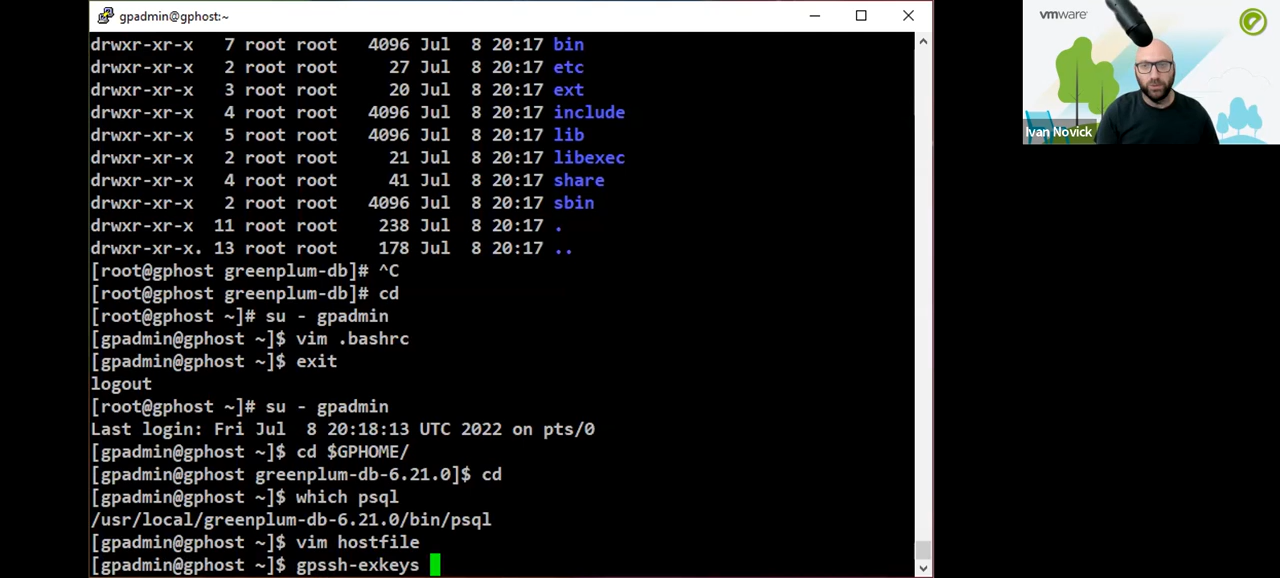 gpadmin@gphost:~
drwxr-xr-x 7 root root 4096 Jul 8 20:17 bin
drwxr-xr-x 2 root root 27 Jul 8 20:17 etc
drwxr-xr-x 3 root root 20 Jul 8 20:17 ext
drwxr-xr-x 4 root root 4096 Jul 8 20:17 include
drwxr-xr-x 5 root root 4096 Jul 8 20:17 lib
drwxr-xr-x 2 root root 21 Jul 8 20:17 libexec
drwxr-xr-x 4 root root 41 Jul 8 20:17 share
drwxr-xr-x 2 root root 4096 Jul 8 20:17 sbin
drwxr-xr-x 11 root root 238 Jul 8 20:17 .
drwxr-xr-x. 13 root root 178 Jul 8 20:17 ..
[root@gphost greenplum-db]# ^C
[root@gphost greenplum-db]# cd
[root@gphost ~]# su - gpadmin
[gpadmin@gphost ~]$ vim .bashrc
[gpadmin@gphost ~]$ exit
logout
[root@gphost ~]# su - gpadmin
Last login: Fri Jul 8 20:18:13 UTC 2022 on pts/0
[gpadmin@gphost ~]$ cd $GPHOME/
[gpadmin@gphost greenplum-db-6.21.0]$ cd
[gpadmin@gphost ~]$ which psql
/usr/local/greenplum-db-6.21.0/bin/psql
[gpadmin@gphost ~]$ vim hostfile
[gpadmin@gphost ~]$ gpssh-exkeys
vmware
Ivan Novick